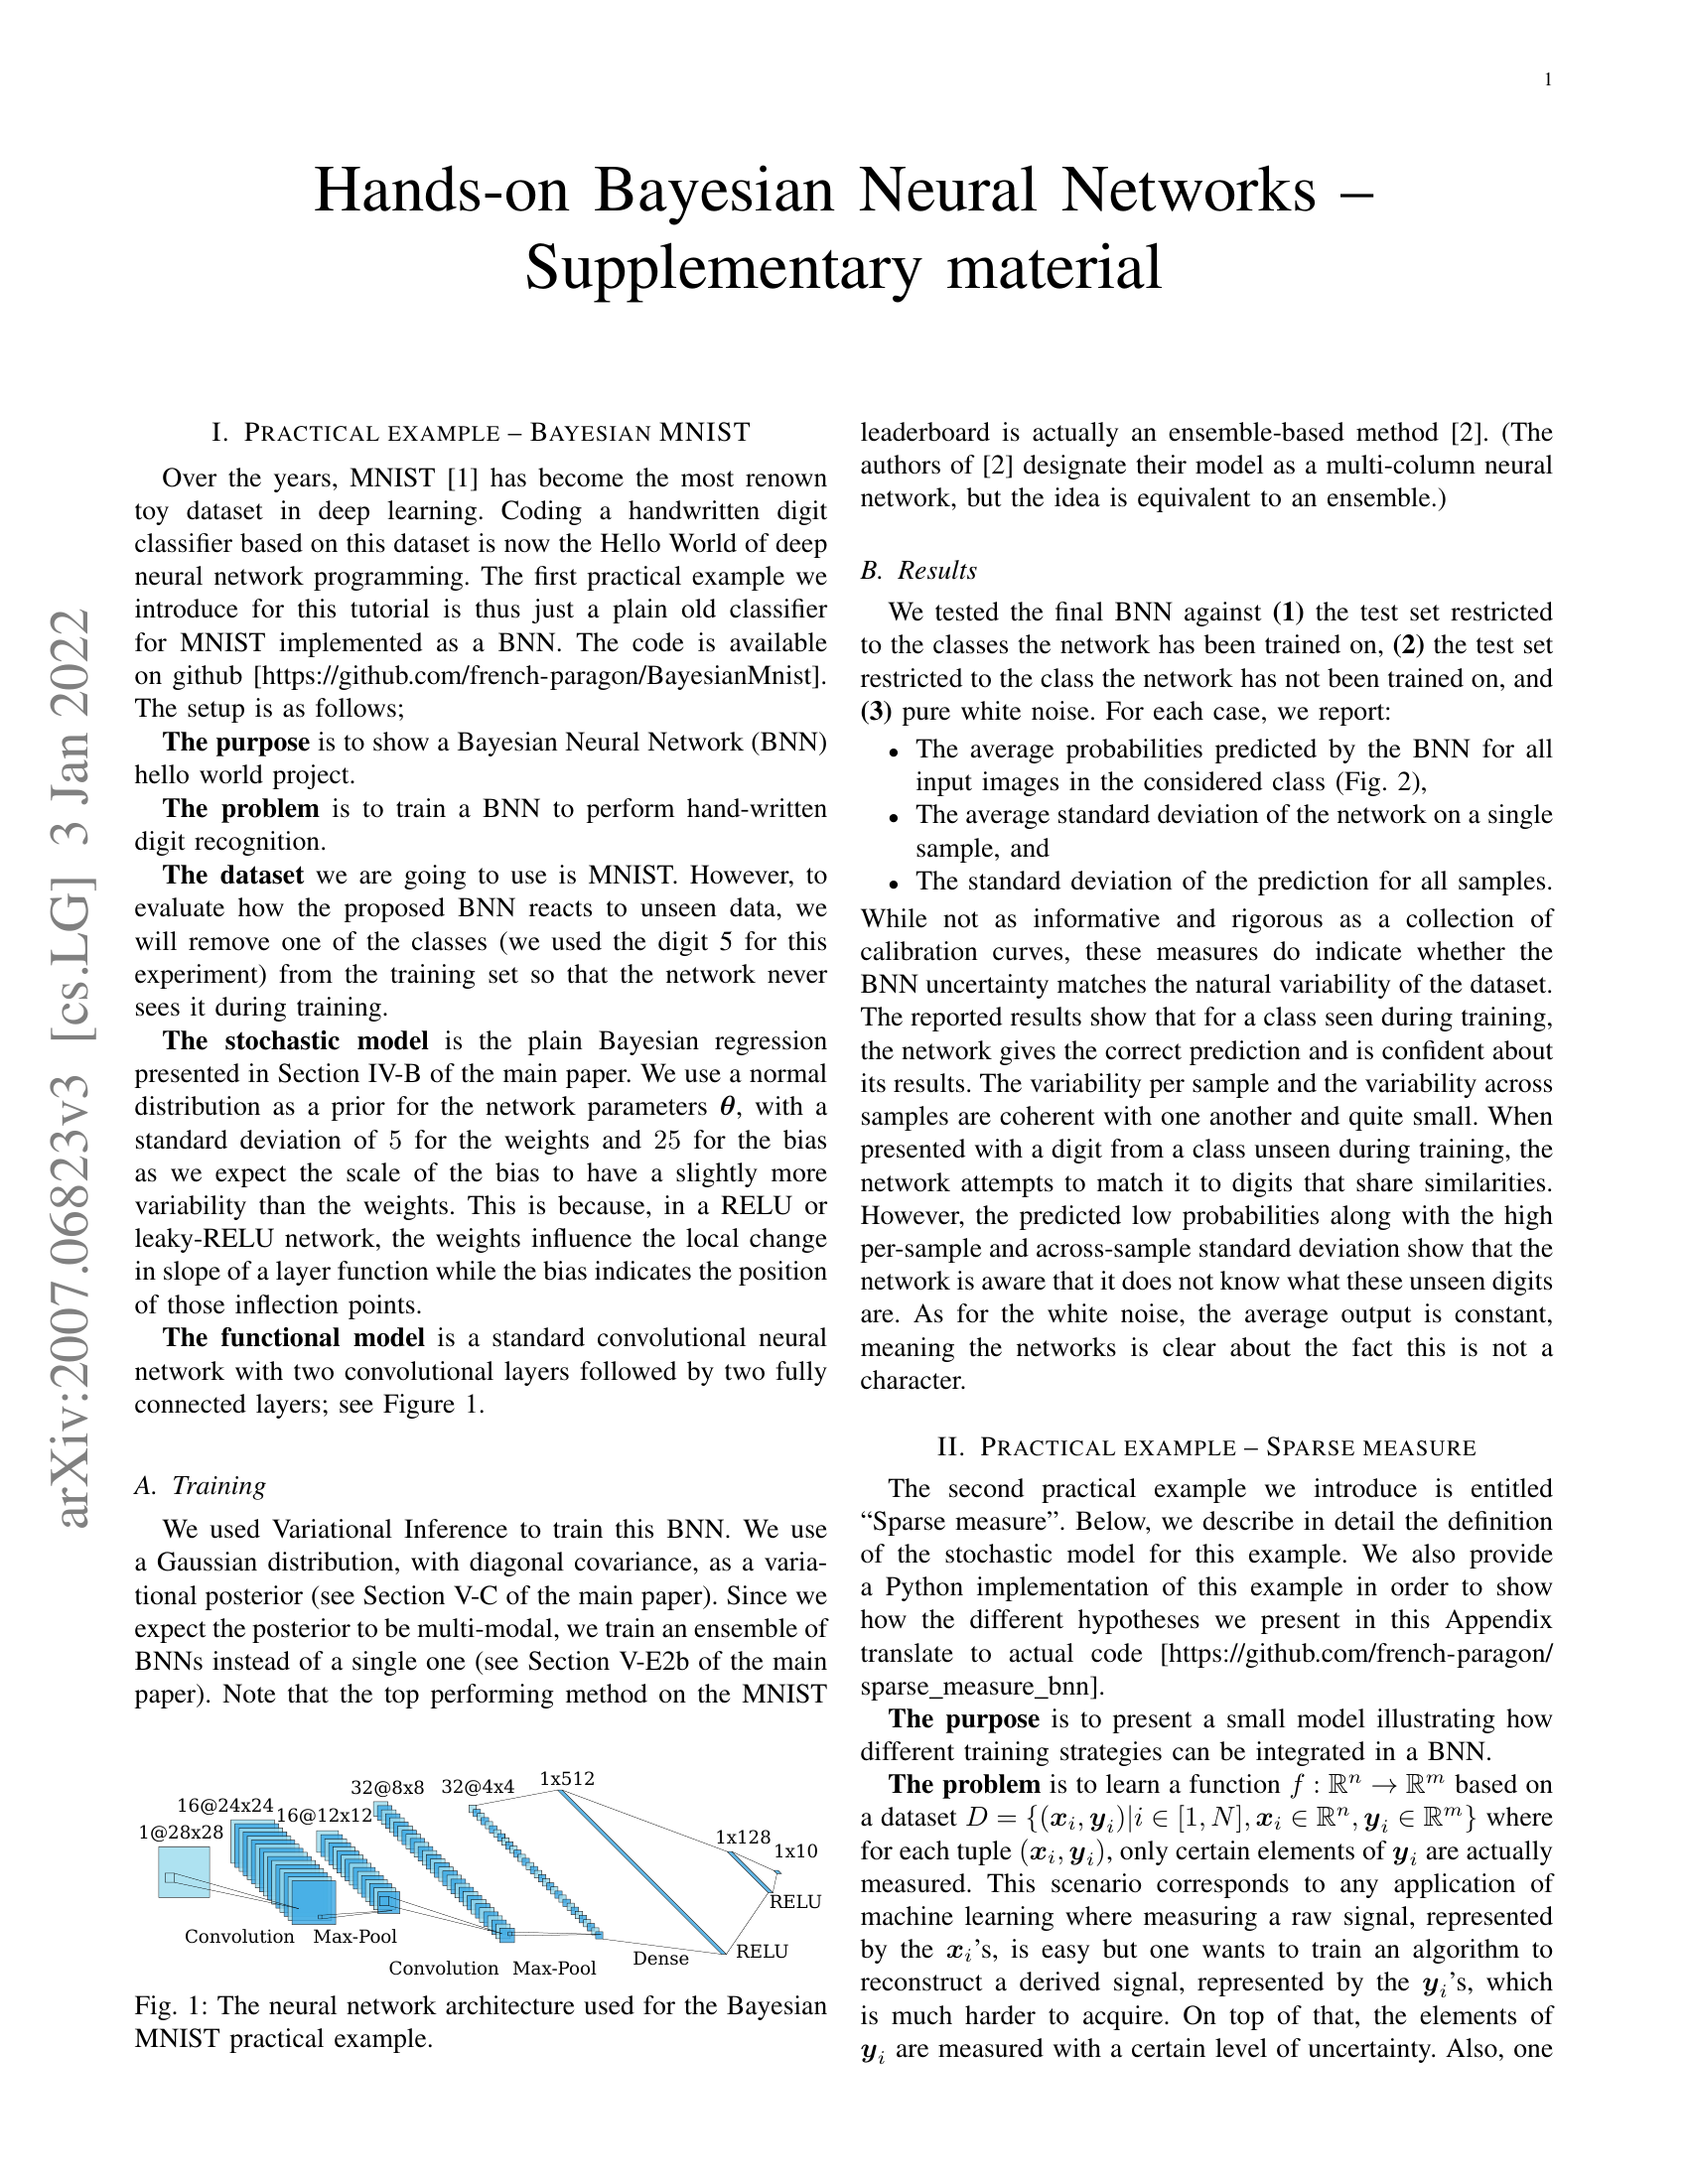 1
Hands-on Bayesian Neural Networks –
Supplementary material
arXiv:2007.06823v3 [cs.LG] 3 Jan 2022
I. PRACTICAL EXAMPLE – BAYESIAN MNIST
Over the years, MNIST [1] has become the most renown
toy dataset in deep learning. Coding a handwritten digit
classifier based on this dataset is now the Hello World of deep
neural network programming. The first practical example we
introduce for this tutorial is thus just a plain old classifier
for MNIST implemented as a BNN. The code is available
on github [https://github.com/french-paragon/BayesianMnist].
The setup is as follows;
The purpose is to show a Bayesian Neural Network (BNN)
hello world project.
The problem is to train a BNN to perform hand-written
digit recognition.
The dataset we are going to use is MNIST. However, to
evaluate how the proposed BNN reacts to unseen data, we
will remove one of the classes (we used the digit 5 for this
experiment) from the training set so that the network never
sees it during training.
The stochastic model is the plain Bayesian regression
presented in Section IV-B of the main paper. We use a normal
distribution as a prior for the network parameters θ, with a
standard deviation of 5 for the weights and 25 for the bias
as we expect the scale of the bias to have a slightly more
variability than the weights. This is because, in a RELU or
leaky-RELU network, the weights influence the local change
in slope of a layer function while the bias indicates the position
of those inflection points.
The functional model is a standard convolutional neural
network with two convolutional layers followed by two fully
connected layers; see Figure 1.
A. Training
We used Variational Inference to train this BNN. We use
a Gaussian distribution, with diagonal covariance, as a varia-
tional posterior (see Section V-C of the main paper). Since we
expect the posterior to be multi-modal, we train an ensemble of
BNNs instead of a single one (see Section V-E2b of the main
paper). Note that the top performing method on the MNIST
1@28x28
16@24x24
16@12x12
32@8x8
32@4x4
1x512
1x128
1x10
Convolution
Max-Pool
Convolution
Max-Pool
Dense
RELU
RELU
Fig. 1: The neural network architecture used for the Bayesian
MNIST practical example.
leaderboard is actually an ensemble-based method [2]. (The
authors of [2] designate their model as a multi-column neural
network, but the idea is equivalent to an ensemble.)
B. Results
We tested the final BNN against (1) the test set restricted
to the classes the network has been trained on, (2) the test set
restricted to the class the network has not been trained on, and
(3) pure white noise. For each case, we report:
• The average probabilities predicted by the BNN for all
input images in the considered class (Fig. 2),
• The average standard deviation of the network on a single
sample, and
• The standard deviation of the prediction for all samples.
While not as informative and rigorous as a collection of
calibration curves, these measures do indicate whether the
BNN uncertainty matches the natural variability of the dataset.
The reported results show that for a class seen during training,
the network gives the correct prediction and is confident about
its results. The variability per sample and the variability across
samples are coherent with one another and quite small. When
presented with a digit from a class unseen during training, the
network attempts to match it to digits that share similarities.
However, the predicted low probabilities along with the high
per-sample and across-sample standard deviation show that the
network is aware that it does not know what these unseen digits
are. As for the white noise, the average output is constant,
meaning the networks is clear about the fact this is not a
character.
II. PRACTICAL EXAMPLE – SPARSE MEASURE
The second practical example we introduce is entitled
“Sparse measure”. Below, we describe in detail the definition
of the stochastic model for this example. We also provide
a Python implementation of this example in order to show
how the different hypotheses we present in this Appendix
translate to actual code [https://github.com/french-paragon/
sparse_measure_bnn].
The purpose is to present a small model illustrating how
different training strategies can be integrated in a BNN.
The problem is to learn a function f : ℝⁿ → ℝᵐ based on
a dataset D = {(xᵢ, yᵢ)|i ∈ [1, N], xᵢ ∈ ℝⁿ, yᵢ ∈ ℝᵐ} where
for each tuple (xᵢ, yᵢ), only certain elements of yᵢ are actually
measured. This scenario corresponds to any application of
machine learning where measuring a raw signal, represented
by the xᵢ’s, is easy but one wants to train an algorithm to
reconstruct a derived signal, represented by the yᵢ’s, which
is much harder to acquire. On top of that, the elements of
yᵢ are measured with a certain level of uncertainty. Also, one